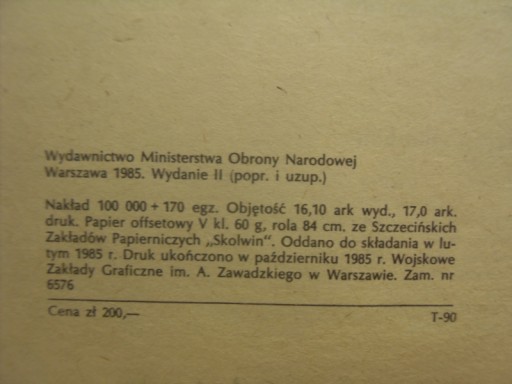 Wydawnictwo Ministerstwa Obrony Narodowej
Warszawa 1985. Wydanie II (popr. i uzup.)
Nakład 100 000 + 170 egz. Objętość 16,10 ark wyd., 17,0 ark.
druk. Papier offsetowy V kl. 60 g, rola 84 cm. ze Szczecińskich
Zakładów Papierniczych „Skolwin". Oddano do składania w lu-
tym 1985 r. Druk ukończono w październiku 1985 r. Wojskowe
Zakłady Graficzne im. A. Zawadzkiego w Warszawie. Zam. nr
6576
Cena zł 200,—
T-90